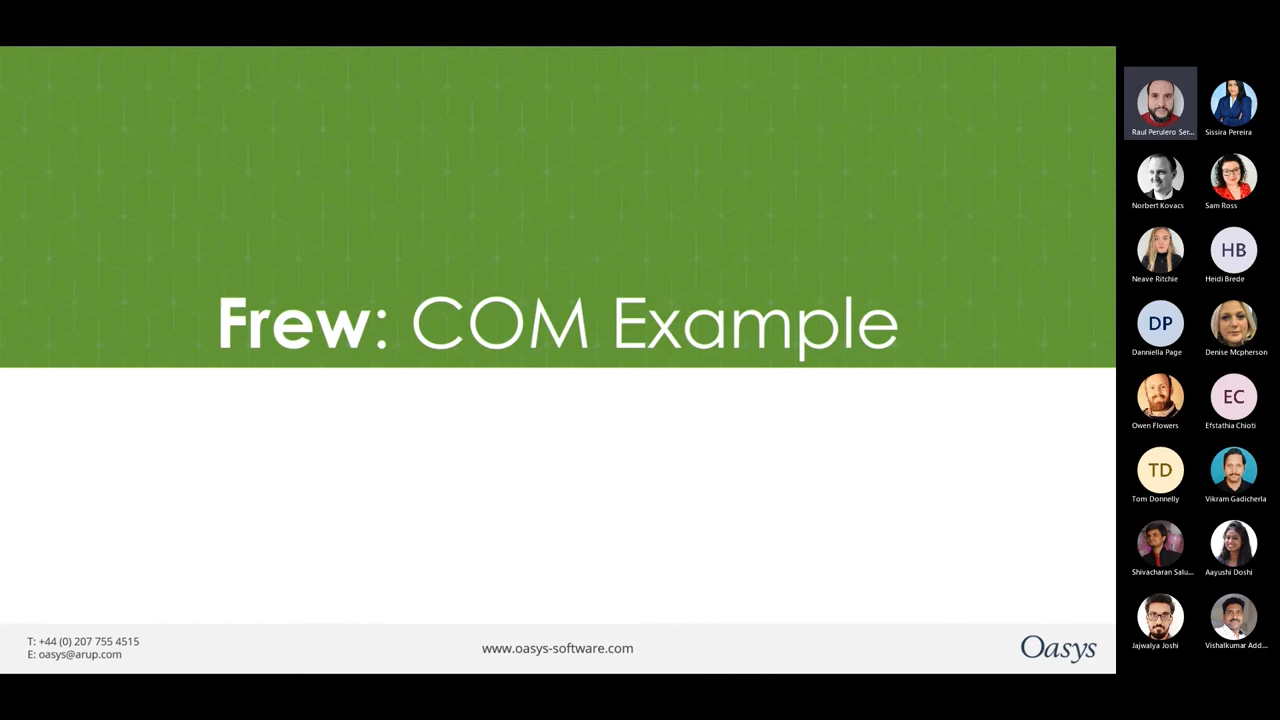 Frew: COM Example
T: +44 (0) 207 755 4515
E: oasys@arup.com
www.oasys-software.com
Oasys
Raul Perulero Ser...
Sissira Pereira
Norbert Kovacs
Sam Ross
Neave Ritchie
HB
Heidi Brede
DP
Danniella Page
Denise Mcpherson
Owen Flowers
EC
Efstathia Chioti
TD
Tom Donnelly
Vikram Gadicherla
Shivacharan Salu...
Aayushi Doshi
Jajwalya Joshi
Vishalkumar Add...